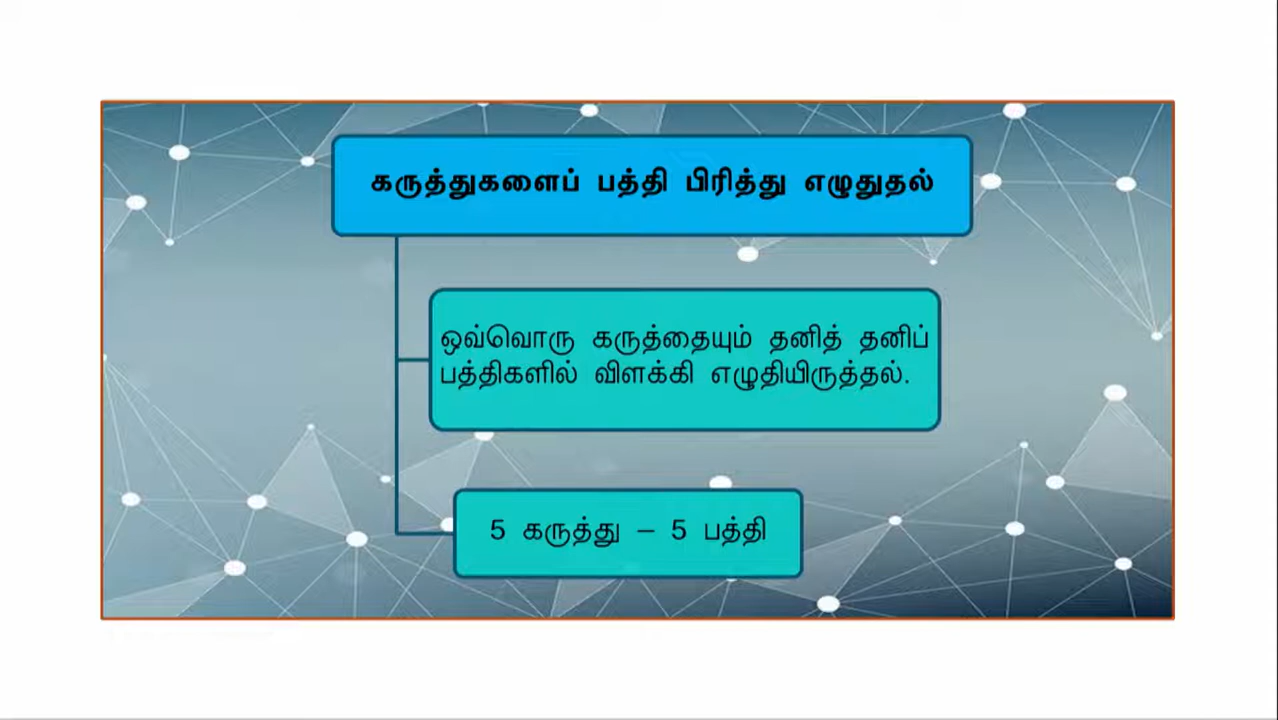 கருத்துகளைப் பத்தி பிரித்து எழுதுதல்
ஒவ்வொரு கருத்தையும் தனித் தனிப்
பத்திகளில் விளக்கி எழுதியிருத்தல்.
5 கருத்து – 5 பத்தி